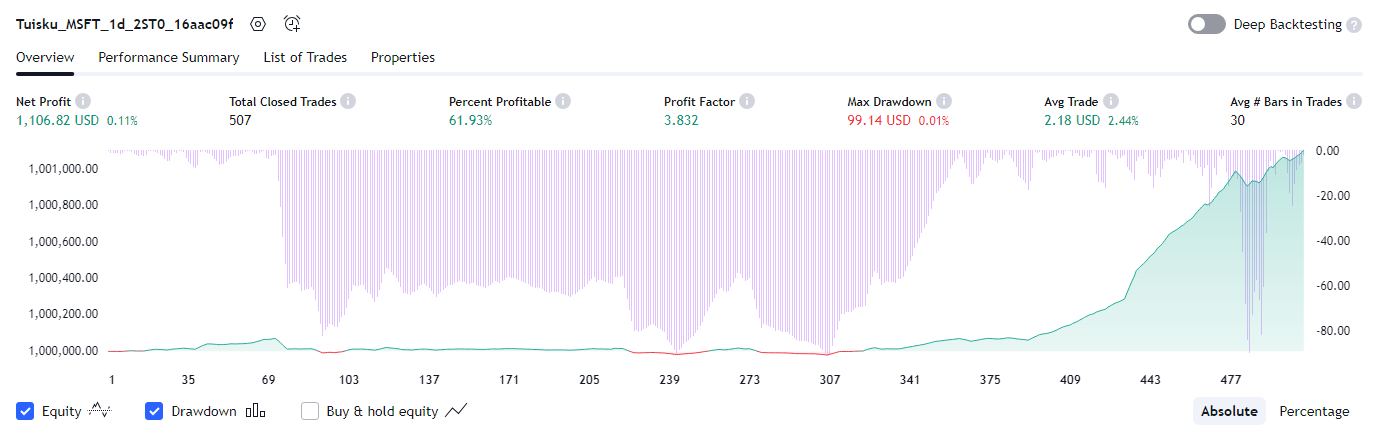 Tuisku_MSFT_1d_2ST0_16aac09f Deep Backtesting ?
Overview Performance Summary List of Trades Properties
Net Profit Total Closed Trades Percent Profitable Profit Factor Max Drawdown Avg Trade Avg # Bars in Trades
1,106.82 USD 0.11% 507 61.93% 3.832 99.14 USD 0.01% 2.18 USD 2.44% 30
0.00
1,001,000.00
-20.00
1,000,800.00
1,000,600.00 -40.00
1,000,400.00
-60.00
1,000,200.00
-80.00
1,000,000.00
1 35 69 103 137 171 205 239 273 307 341 375 409 443 477
Equity Drawdown Buy & hold equity Absolute Percentage